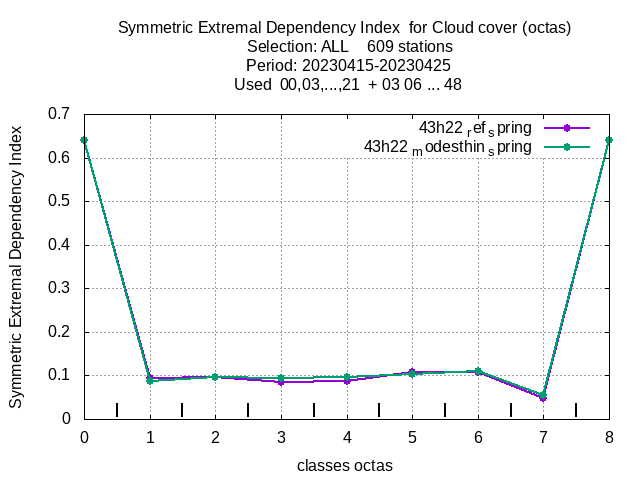 Symmetric Extremal Dependency Index  for Cloud cover (octas)
Selection: ALL    609 stations
Period: 20230415-20230425
Used  00,03,...,21  + 03 06 ... 48
Symmetric Extremal Dependency Index
0.7
0.6
0.5
0.4
0.3
0.2
0.1
0
43h22 ref spring
43h22 modesthin spring
0 1 2 3 4 5 6 7 8
classes octas